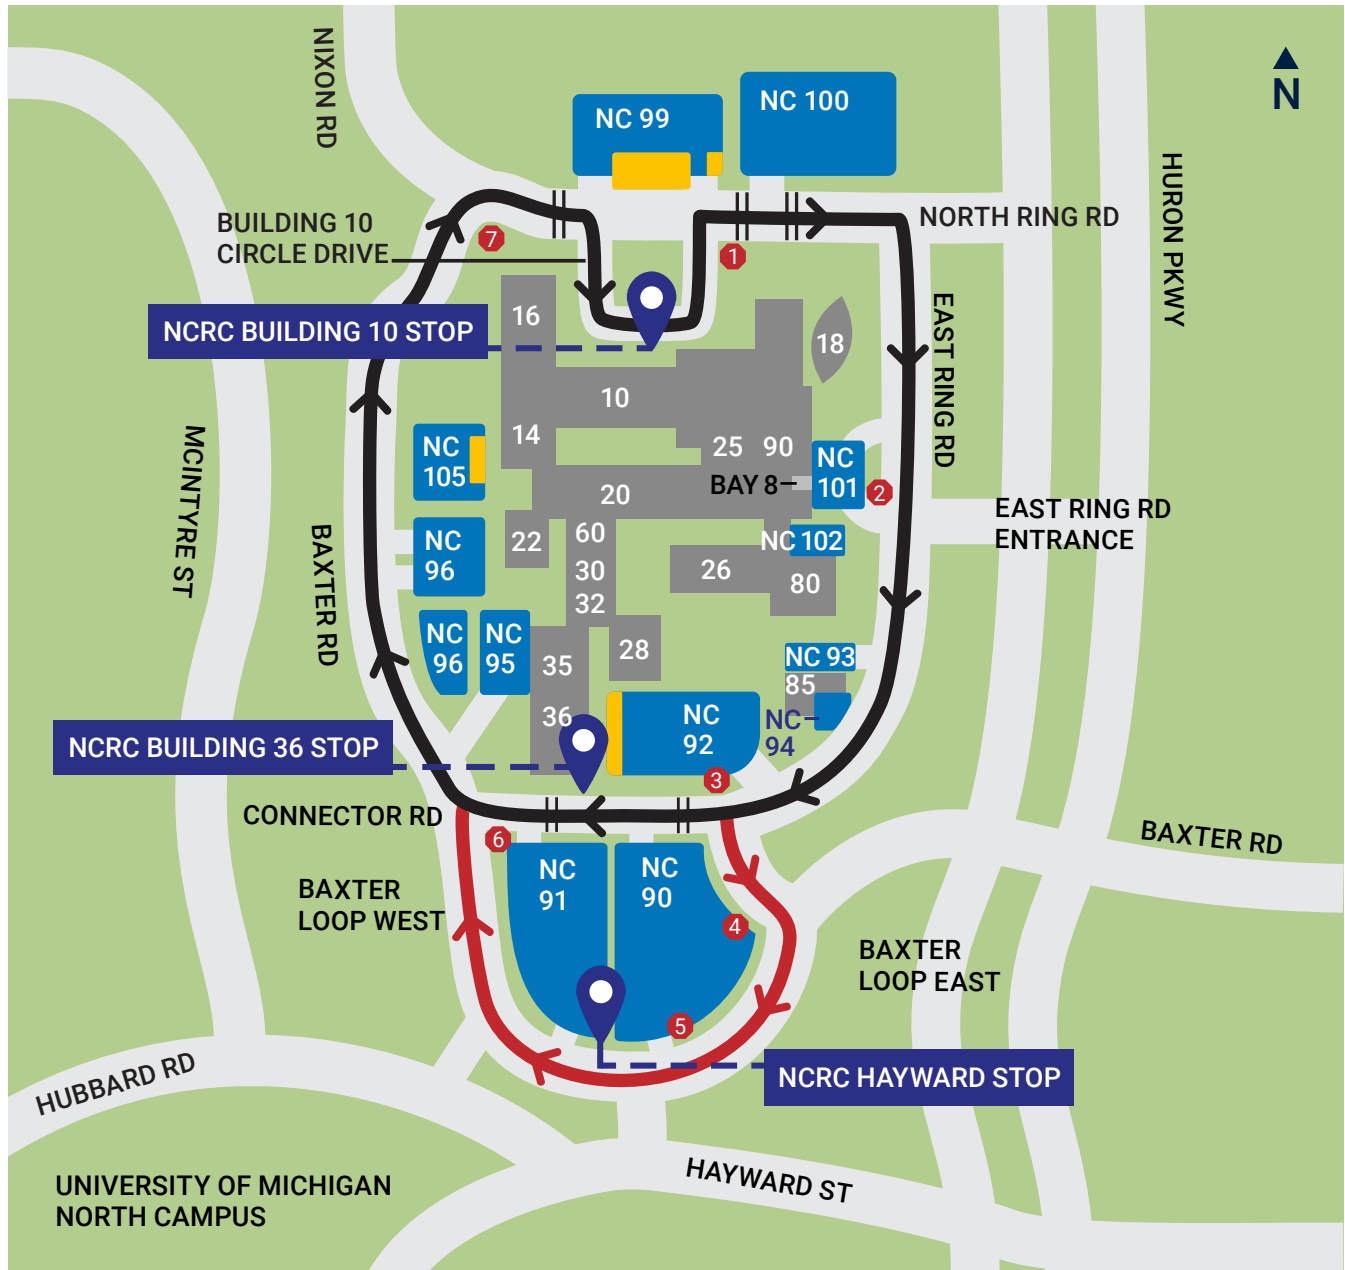 NIXON RD
NC 99
NC 100
N
HURON PKWY
BUILDING 10
CIRCLE DRIVE
7
1
NORTH RING RD
NCRC BUILDING 10 STOP
16
18
EAST RING RD
10
MCINTYRE ST
NC
105
14
25
90
NC
101
BAY 8
2
20
EAST RING RD
ENTRANCE
BAXTER RD
NC
96
22
60
30
32
NC 102
26
80
NC
96
NC
95
35
28
NC 93
85
36
NC
92
NC
94
NCRC BUILDING 36 STOP
3
CONNECTOR RD
6
BAXTER RD
NC
91
NC
90
BAXTER
LOOP WEST
4
BAXTER
LOOP EAST
5
HUBBARD RD
NCRC HAYWARD STOP
HAYWARD ST
UNIVERSITY OF MICHIGAN
NORTH CAMPUS